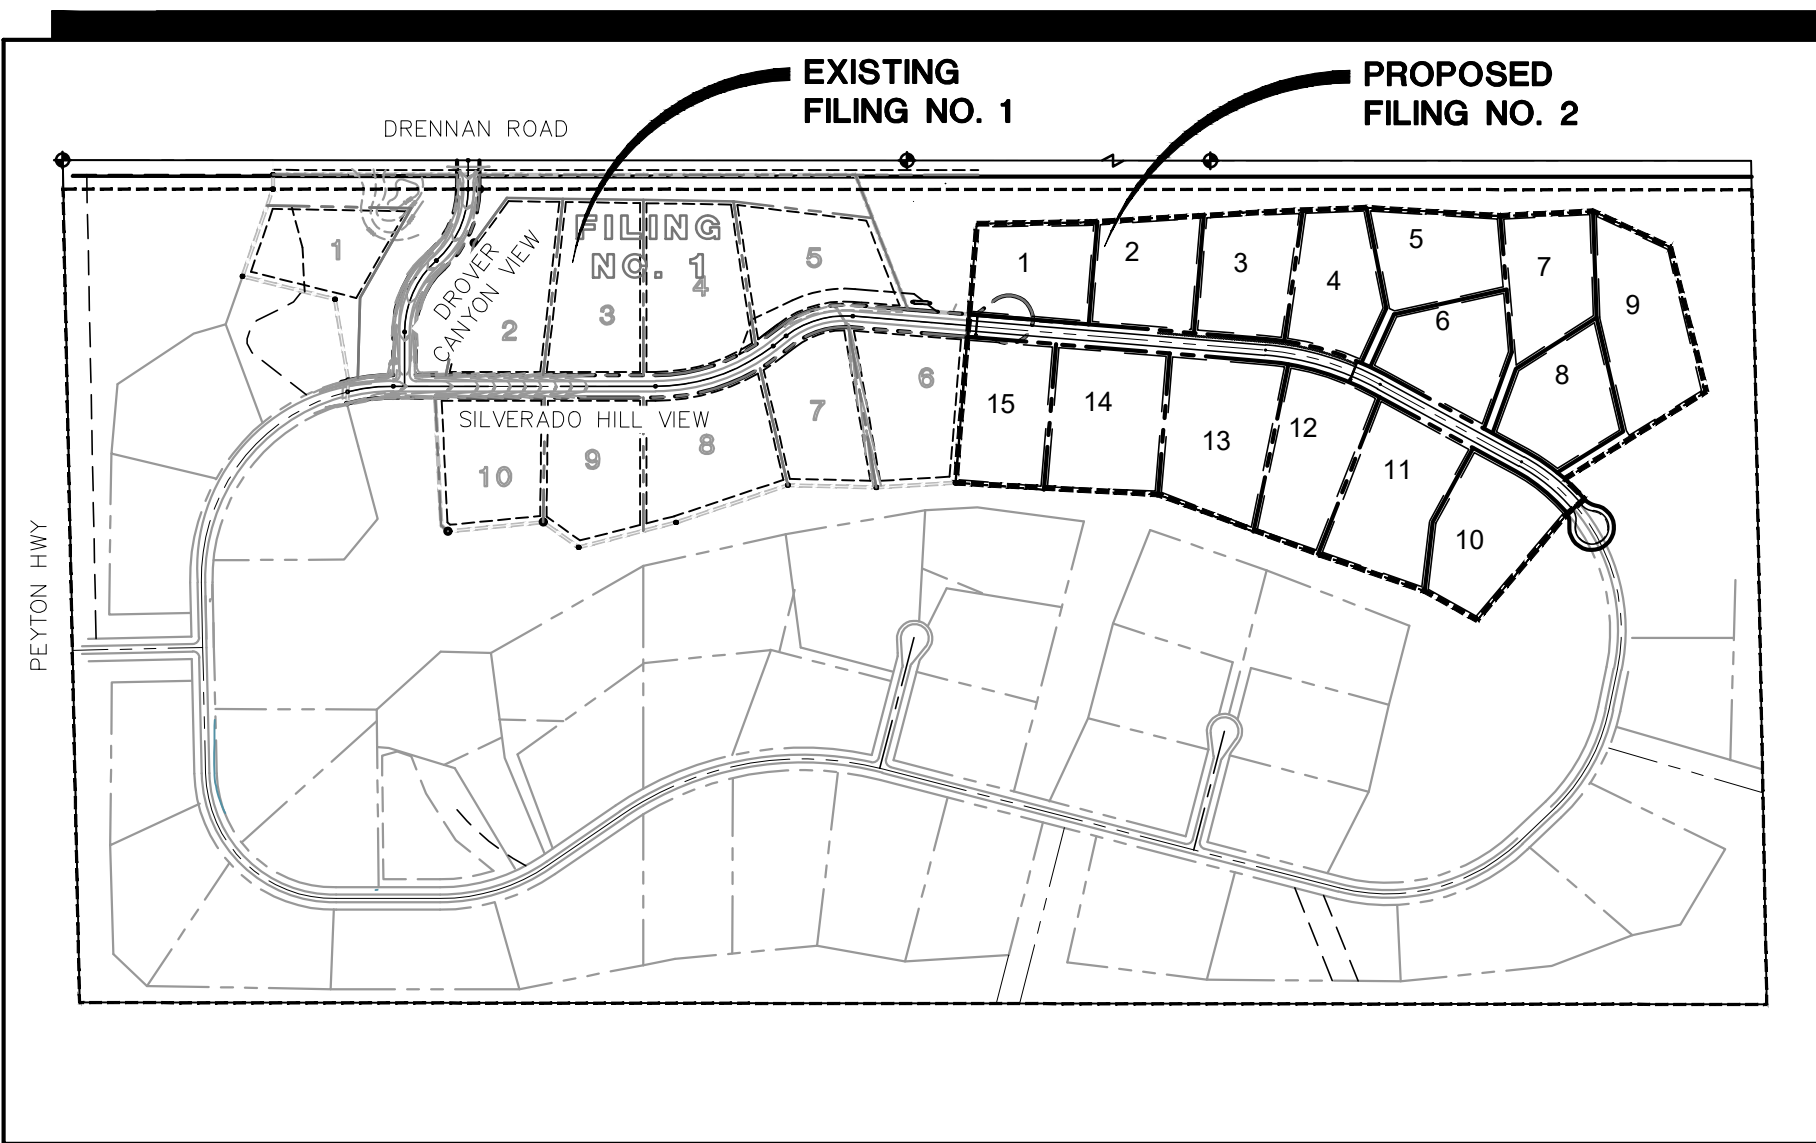 EXISTING
FILING NO. 1
PROPOSED
FILING NO. 2
DRENNAN ROAD
FILING
NO. 1
1
2
3
4
5
DROVER
CANYON VIEW
6
7
8
9
10
SILVERADO HILL VIEW
1
2
3
4
5
6
7
8
9
10
11
12
13
14
15
PEYTON HWY